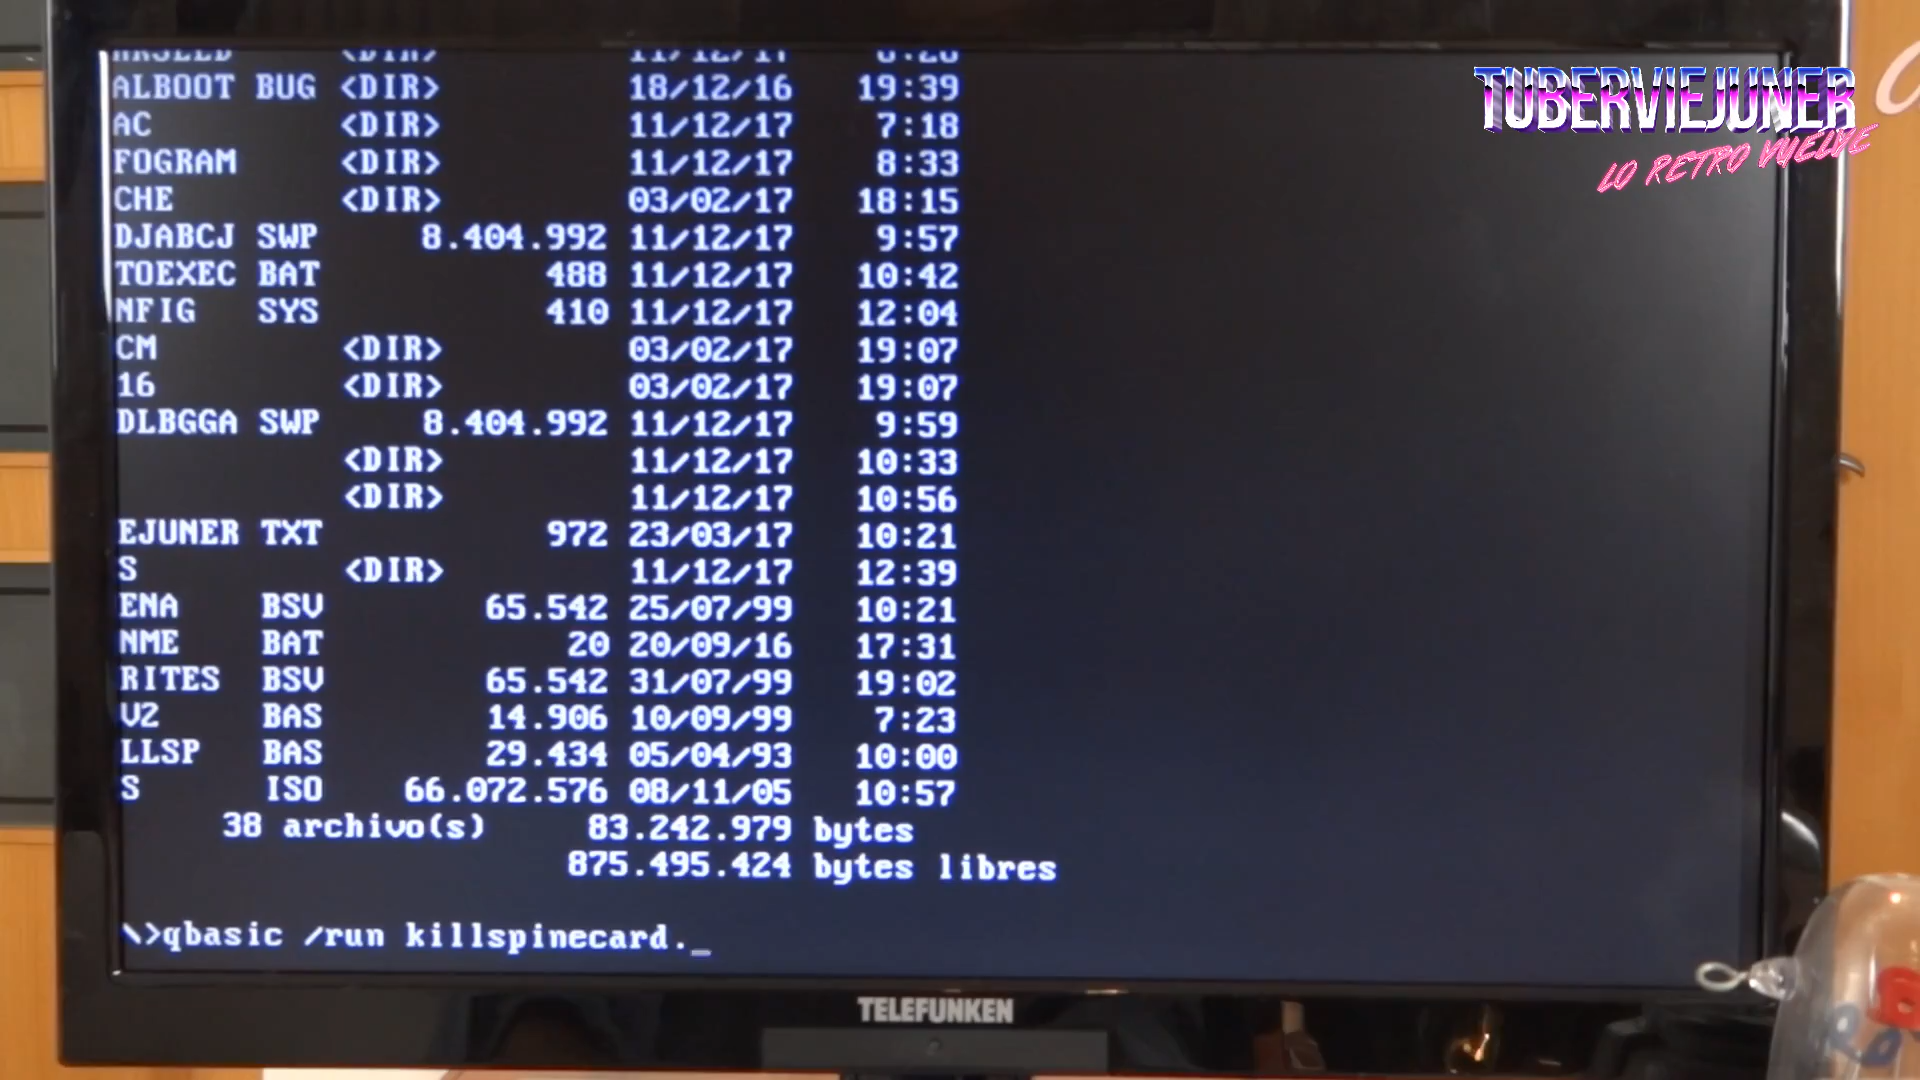 ALBOOT BUG <DIR> 18/12/16 19:39
AC <DIR> 11/12/17 7:18
FOGRAM <DIR> 11/12/17 8:33
CHE <DIR> 03/02/17 18:15
DJABCJ SWP 8.404.992 11/12/17 9:57
TOEXEC BAT 488 11/12/17 10:42
NFIG SYS 410 11/12/17 12:04
CM <DIR> 03/02/17 19:07
16 <DIR> 03/02/17 19:07
DLBGGA SWP 8.404.992 11/12/17 9:59
<DIR> 11/12/17 10:33
<DIR> 11/12/17 10:56
EJUNER TXT 972 23/03/17 10:21
S <DIR> 11/12/17 12:39
ENA BSV 65.542 25/07/99 10:21
NME BAT 20 20/09/16 17:31
RITES BSV 65.542 31/07/99 19:02
V2 BAS 14.906 10/09/99 7:23
LLSP BAS 29.434 05/04/93 10:00
S ISO 66.072.576 08/11/05 10:57
38 archivo(s) 83.242.979 bytes
875.495.424 bytes libres
\>qbasic /run killspinecard._
TELEFUNKEN
TUBERVIEJUNER
LO RETRO VUELVE